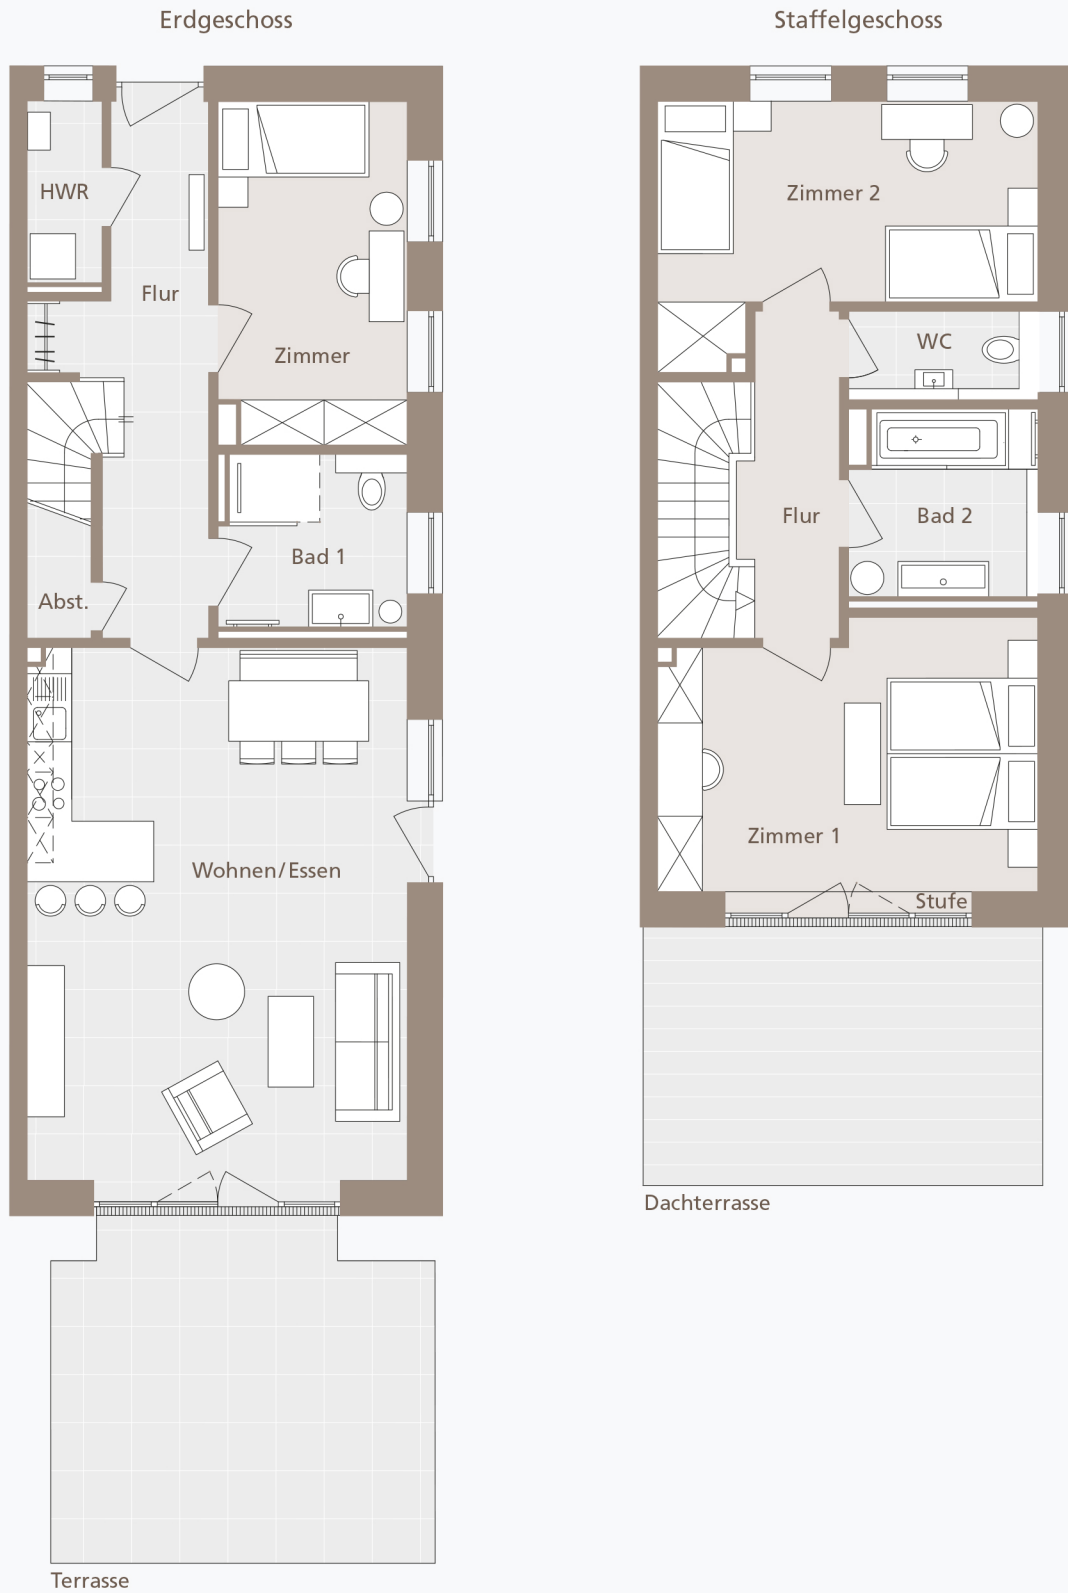 Erdgeschoss
HWR
Flur
Zimmer
Bad 1
Abst.
Wohnen/Essen
Terrasse
Staffelgeschoss
Zimmer 2
WC
Flur
Bad 2
Zimmer 1
Stufe
Dachterrasse